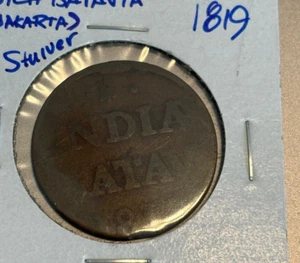 BATAVIA
1819
JAKARTA)
Stuiver
INDIA
ATAV